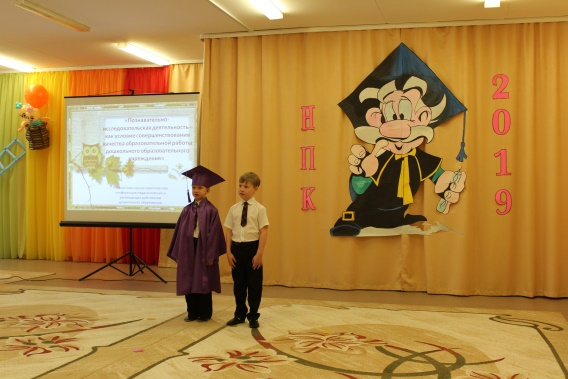 «Познавательно-
исследовательская деятельность-
как условие совершенствования
качества образовательной работы
дошкольного образовательного
учреждения»
НПК
2019